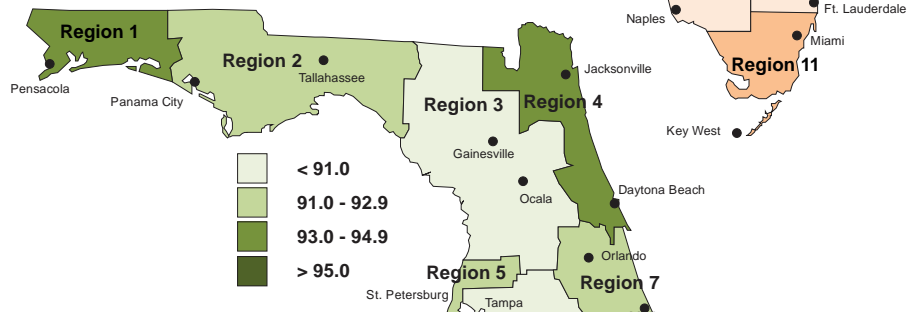 Region 1
Pensacola
Region 2
Tallahassee
Panama City
Region 3
Gainesville
Ocala
Region 4
Jacksonville
Daytona Beach
Region 5
St. Petersburg
Tampa
Orlando
Region 7
Naples
Ft. Lauderdale
Miami
Region 11
Key West
< 91.0
91.0 - 92.9
93.0 - 94.9
> 95.0